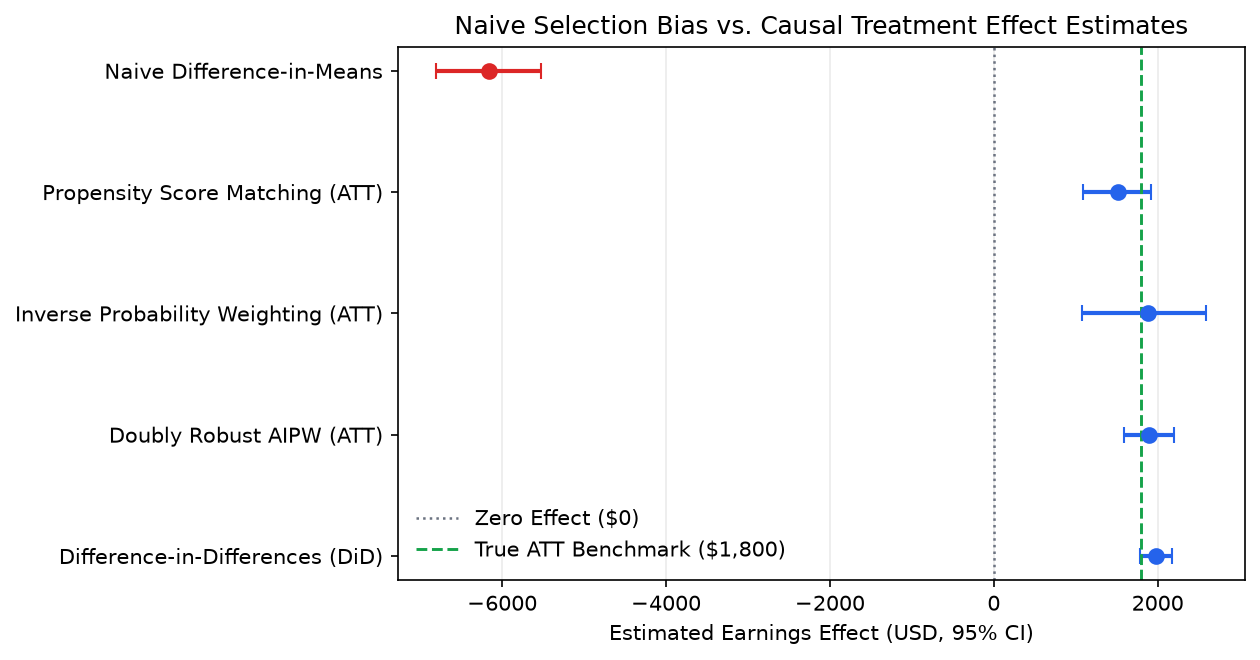 Naive Selection Bias vs. Causal Treatment Effect Estimates
Naive Difference-in-Means
Propensity Score Matching (ATT)
Inverse Probability Weighting (ATT)
Doubly Robust AIPW (ATT)
Difference-in-Differences (DiD)
Zero Effect ($0)
True ATT Benchmark ($1,800)
−6000 −4000 −2000 0 2000
Estimated Earnings Effect (USD, 95% CI)